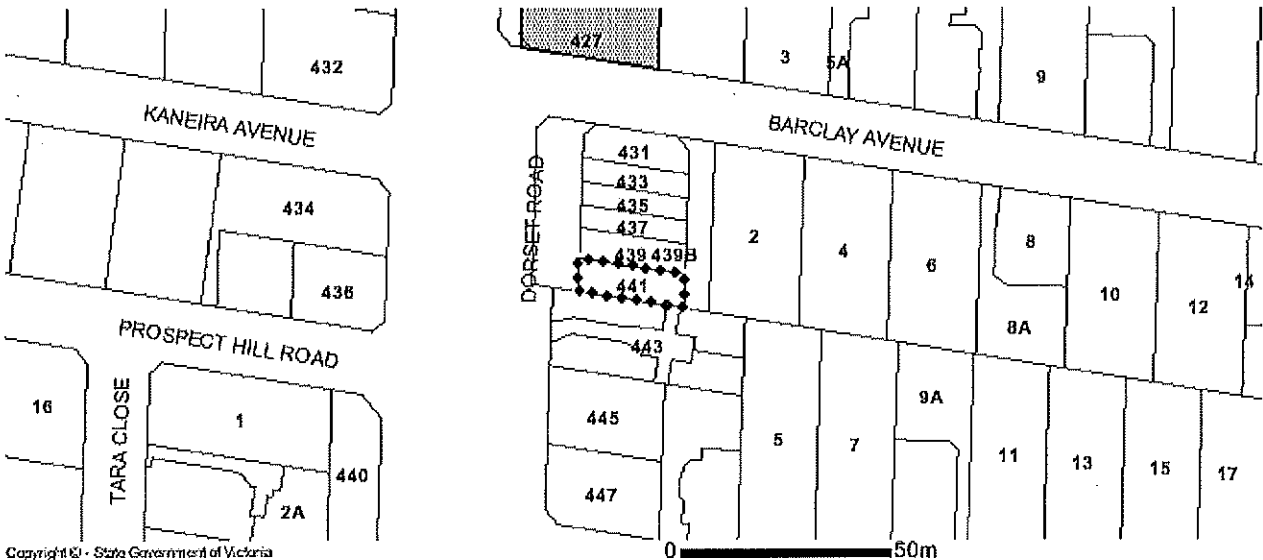 427
432
3
5A
9
KANEIRA AVENUE
BARCLAY AVENUE
431
433
435
437
439 439B
441
DORSET ROAD
434
436
2
4
6
8
8A
10
12
14
PROSPECT HILL ROAD
443
16
TARA CLOSE
1
440
2A
445
447
5
7
9A
11
13
15
17
Copyright © - State Government of Victoria
0 50m